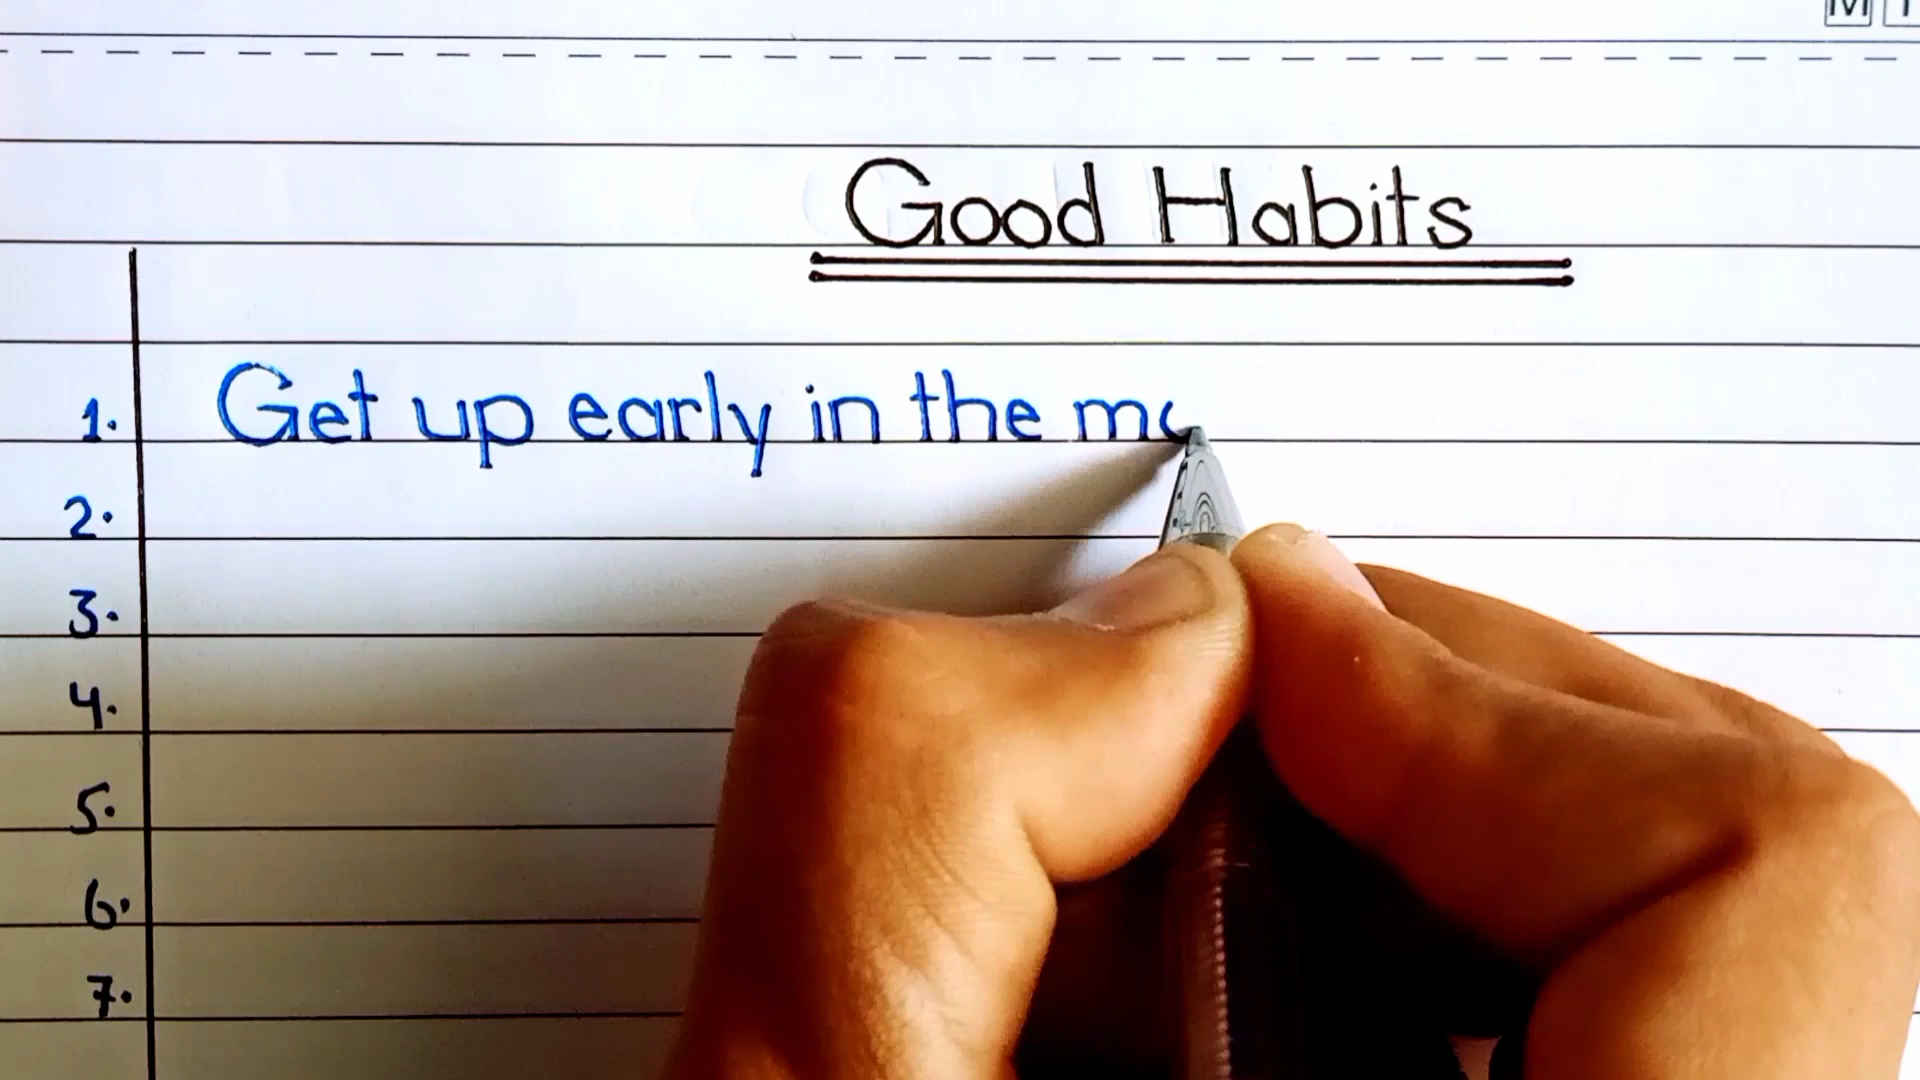 M
Good Habits
1. Get up early in the
2.
3.
4.
5.
6.
7.